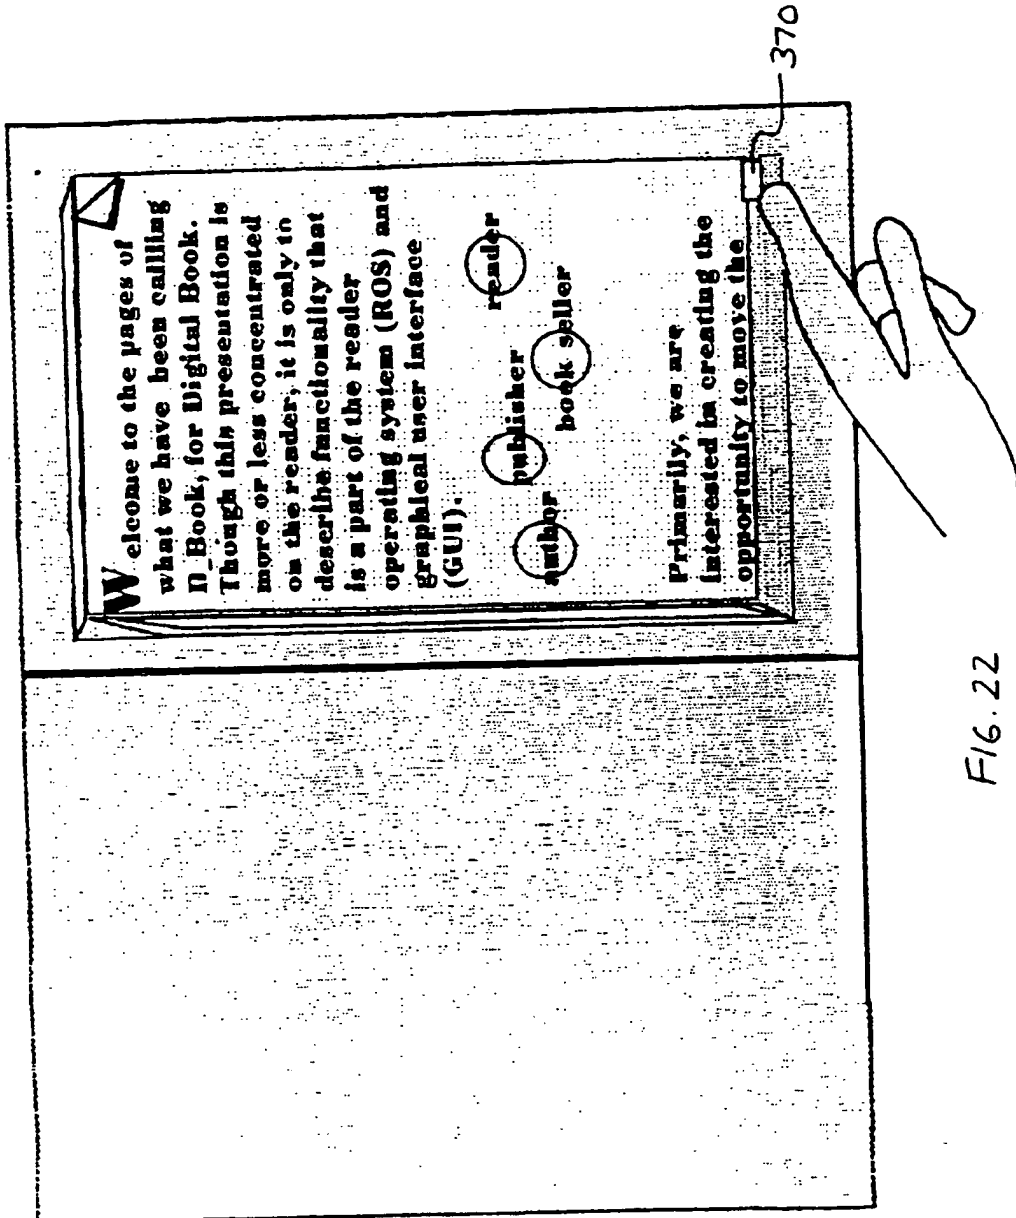 Welcome to the pages of
what we have been callling
D_Book, for Digital Book.
Though this presentation is
more or less concentrated
on the reader, it is only to
describe functionality that
is a part of the reader
operating system (ROS) and
graphical user interface
(GUI).
author publisher reader
book seller
Primarily, we are
interested in creating the
opportunity to move the
370
FIG. 22